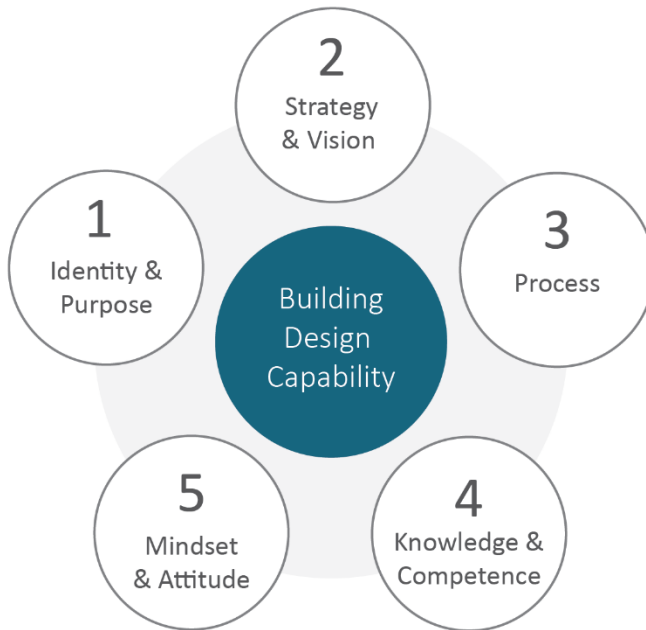 1
Identity &
Purpose
2
Strategy
& Vision
3
Process
4
Knowledge &
Competence
5
Mindset
& Attitude
Building
Design
Capability